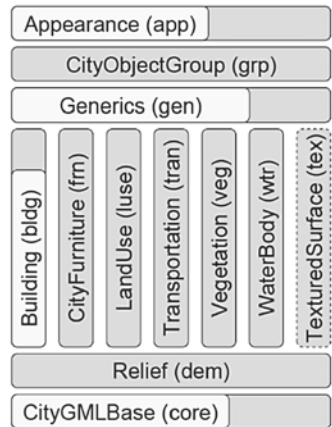 Appearance (app)
CityObjectGroup (grp)
Generics (gen)
Building (bldg)
CityFurniture (frn)
LandUse (luse)
Transportation (tran)
Vegetation (veg)
WaterBody (wtr)
TexturedSurface (tex)
Relief (dem)
CityGMLBase (core)